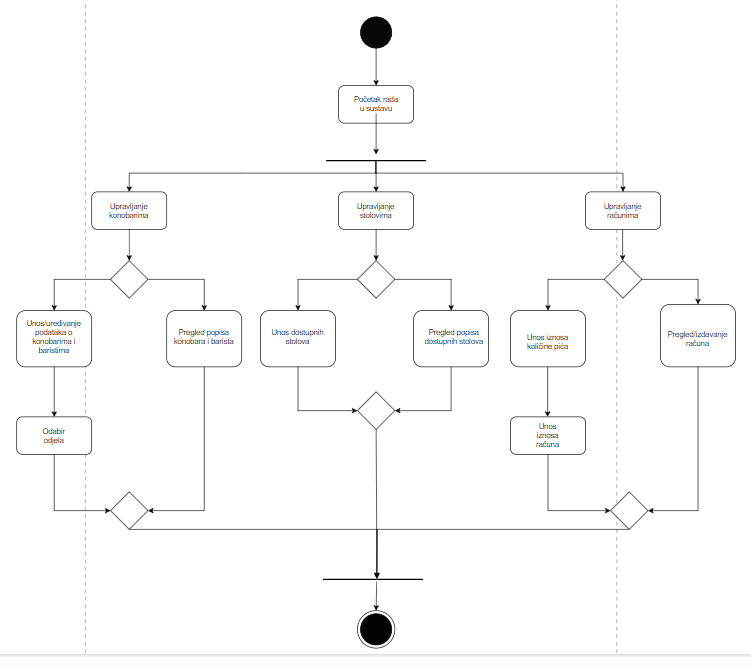 Početak rada
u sustavu
Upravljanje
konobarima
Upravljanje
stolovima
Upravljanje
računima
Unos/uređivanje
podataka o
konobarima i
baristima
Pregled popisa
konobara i barista
Unos dostupnih
stolova
Pregled popisa
dostupnih stolova
Unos iznosa
količine pića
Pregled/izdavanje
računa
Odabir
odjela
Unos
iznosa
računa